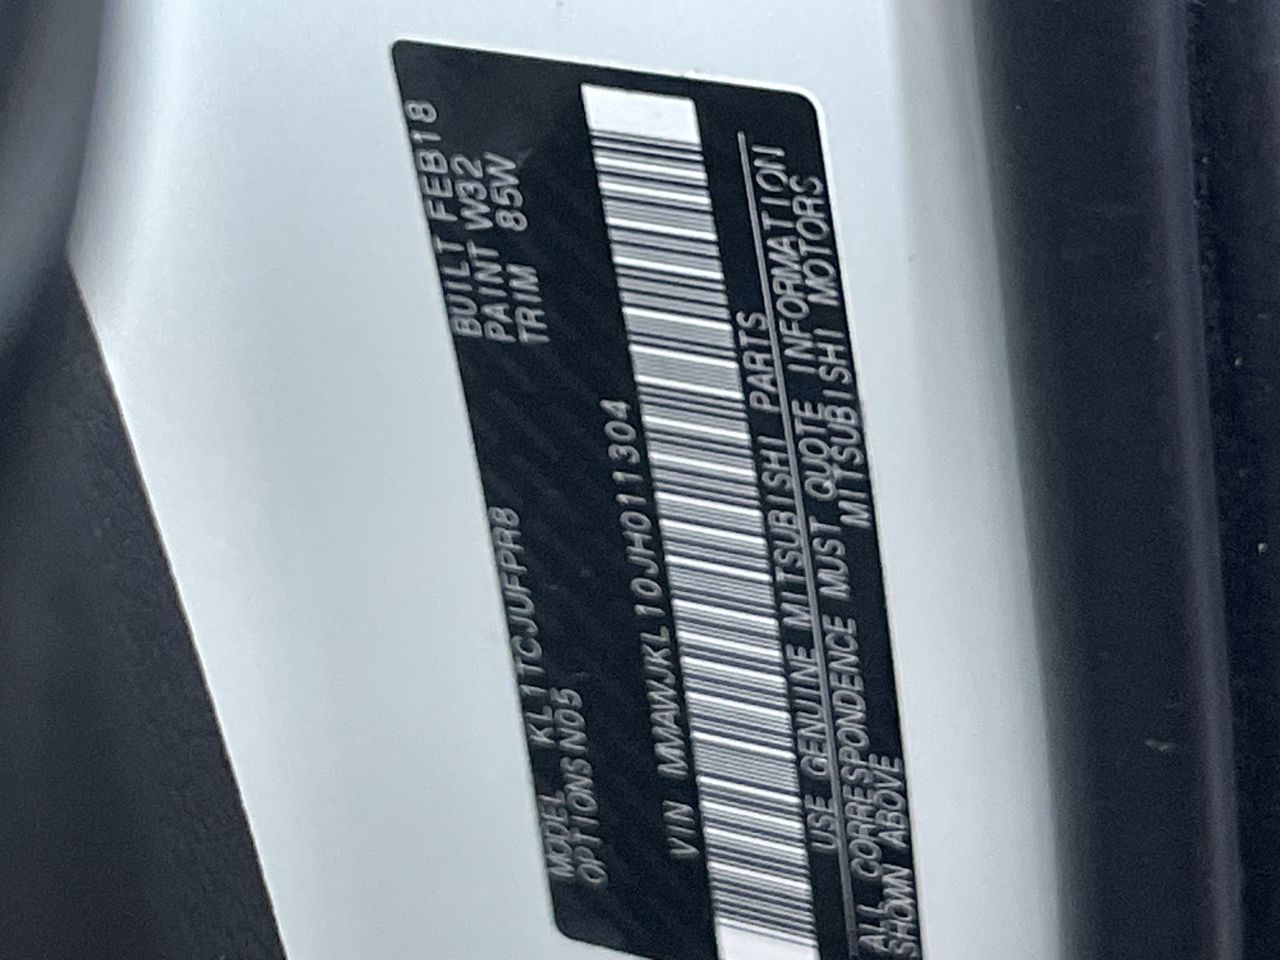 MODEL KL1TCJUFPR8 BUILT FEB18
OPTIONS N05 PAINT W32
TRIM 85W
VIN MMAWJKL10JH011304
USE GENUINE MITSUBISHI PARTS
ALL CORRESPONDENCE MUST QUOTE INFORMATION
SHOWN ABOVE MITSUBISHI MOTORS